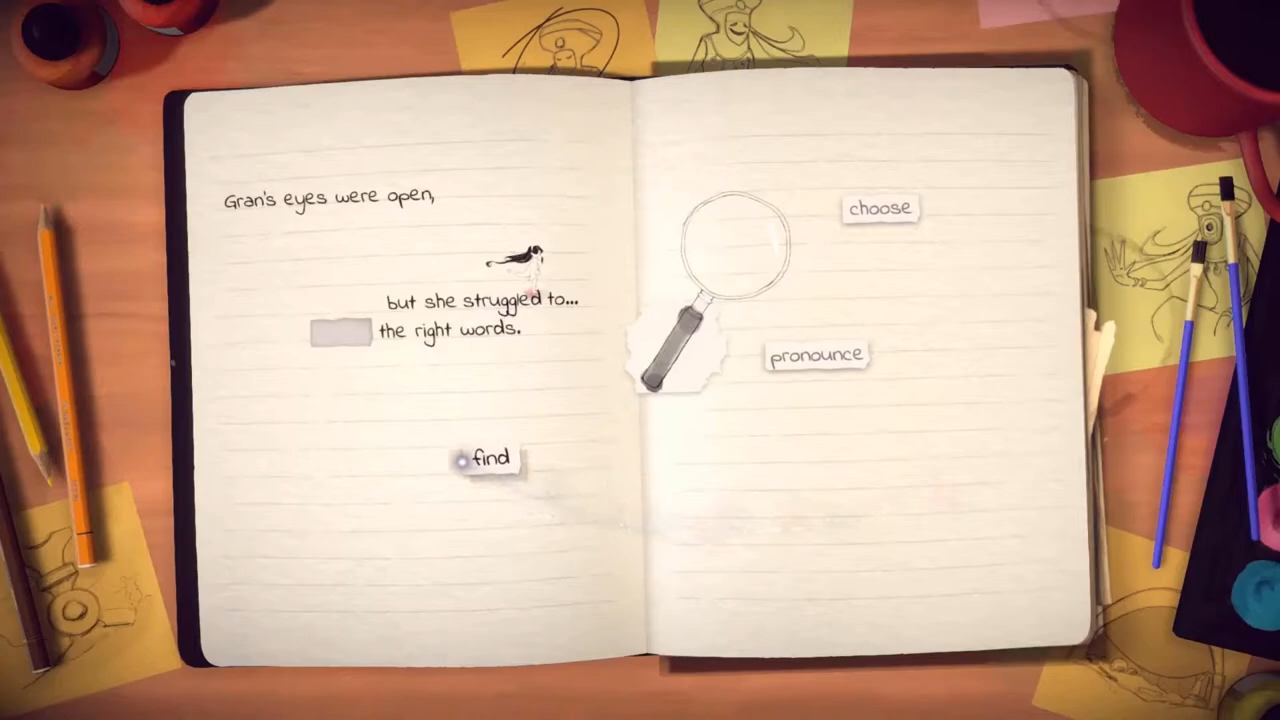 Gran's eyes were open,
but she struggled to...
the right words.
choose
pronounce
find